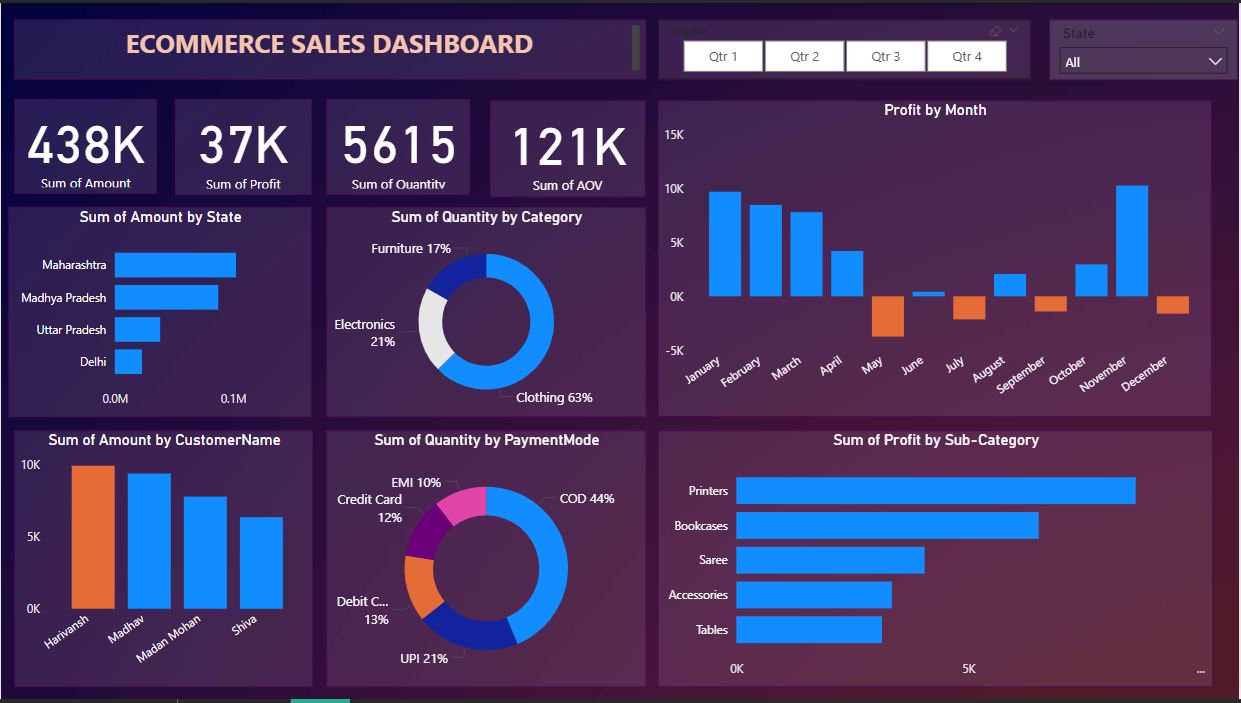 ECOMMERCE SALES DASHBOARD
Quarter
Qtr 1
Qtr 2
Qtr 3
Qtr 4
State
All
438K
Sum of Amount
37K
Sum of Profit
5615
Sum of Quantity
121K
Sum of AOV
Profit by Month
15K
10K
5K
0K
-5K
January
February
March
April
May
June
July
August
September
October
November
December
Sum of Amount by State
Maharashtra
Madhya Pradesh
Uttar Pradesh
Delhi
0.0M
0.1M
Sum of Quantity by Category
Furniture 17%
Electronics
21%
Clothing 63%
Sum of Amount by CustomerName
10K
5K
0K
Harivansh
Madhav
Madan Mohan
Shiva
Sum of Quantity by PaymentMode
EMI 10%
Credit Card
12%
COD 44%
Debit C...
13%
UPI 21%
Sum of Profit by Sub-Category
Printers
Bookcases
Saree
Accessories
Tables
0K
5K
...